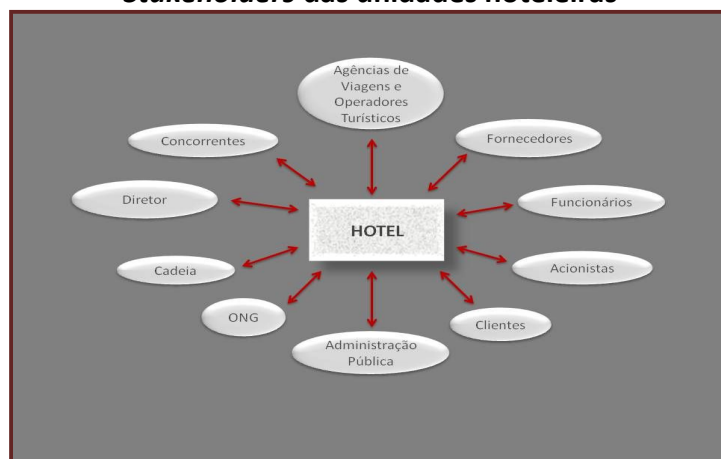 Stakeholders das unidades hoteleiras
Agências de
Viagens e
Operadores
Turísticos
Concorrentes
Fornecedores
Diretor
Funcionários
HOTEL
Cadeia
Acionistas
ONG
Clientes
Administração
Pública